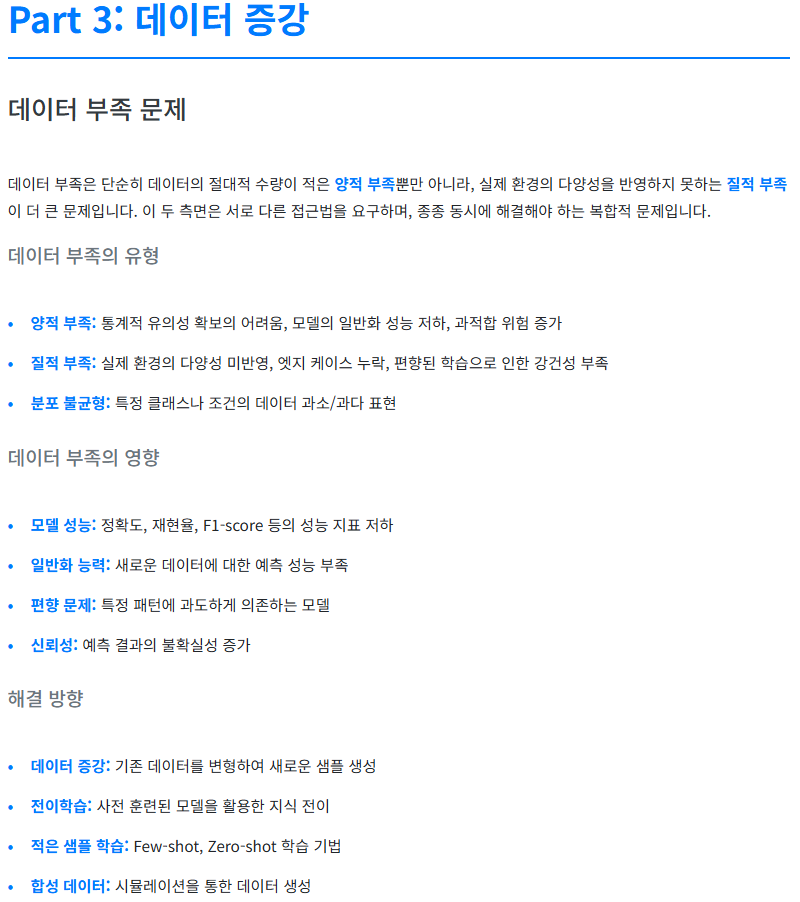 Part 3: 데이터 증강
데이터 부족 문제
데이터 부족은 단순히 데이터의 절대적 수량이 적은 양적 부족뿐만 아니라, 실제 환경의 다양성을 반영하지 못하는 질적 부족
이 더 큰 문제입니다. 이 두 측면은 서로 다른 접근법을 요구하며, 종종 동시에 해결해야 하는 복합적 문제입니다.
데이터 부족의 유형
• 양적 부족: 통계적 유의성 확보의 어려움, 모델의 일반화 성능 저하, 과적합 위험 증가
• 질적 부족: 실제 환경의 다양성 미반영, 엣지 케이스 누락, 편향된 학습으로 인한 강건성 부족
• 분포 불균형: 특정 클래스나 조건의 데이터 과소/과다 표현
데이터 부족의 영향
• 모델 성능: 정확도, 재현율, F1-score 등의 성능 지표 저하
• 일반화 능력: 새로운 데이터에 대한 예측 성능 부족
• 편향 문제: 특정 패턴에 과도하게 의존하는 모델
• 신뢰성: 예측 결과의 불확실성 증가
해결 방향
• 데이터 증강: 기존 데이터를 변형하여 새로운 샘플 생성
• 전이학습: 사전 훈련된 모델을 활용한 지식 전이
• 적은 샘플 학습: Few-shot, Zero-shot 학습 기법
• 합성 데이터: 시뮬레이션을 통한 데이터 생성